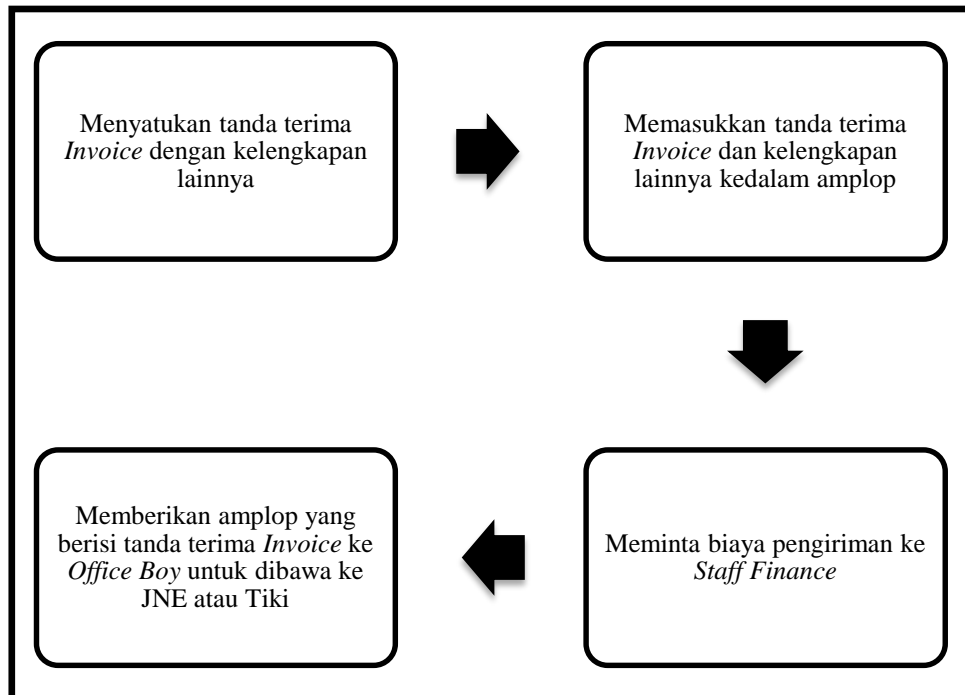 Menyatukan tanda terima
Invoice dengan kelengkapan
lainnya
Memasukkan tanda terima
Invoice dan kelengkapan
lainnya kedalam amplop
Meminta biaya pengiriman ke
Staff Finance
Memberikan amplop yang
berisi tanda terima Invoice ke
Office Boy untuk dibawa ke
JNE atau Tiki